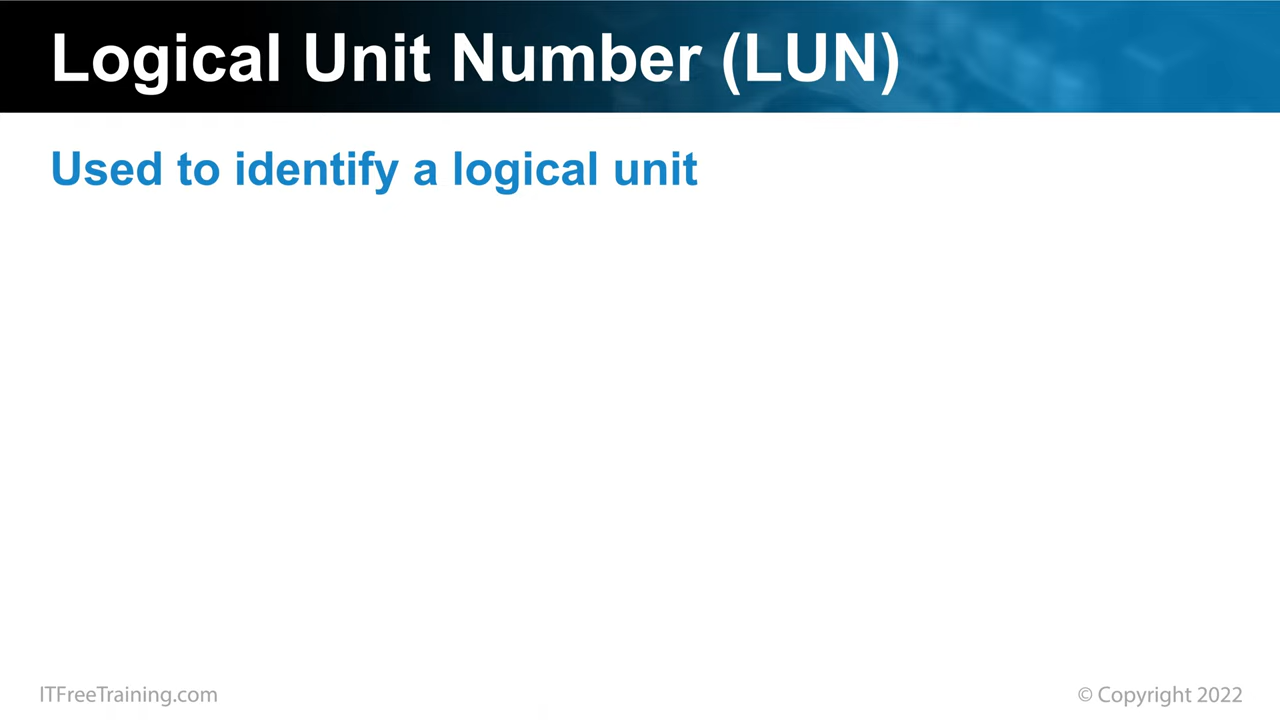 Logical Unit Number (LUN)
Used to identify a logical unit
ITFreeTraining.com
© Copyright 2022